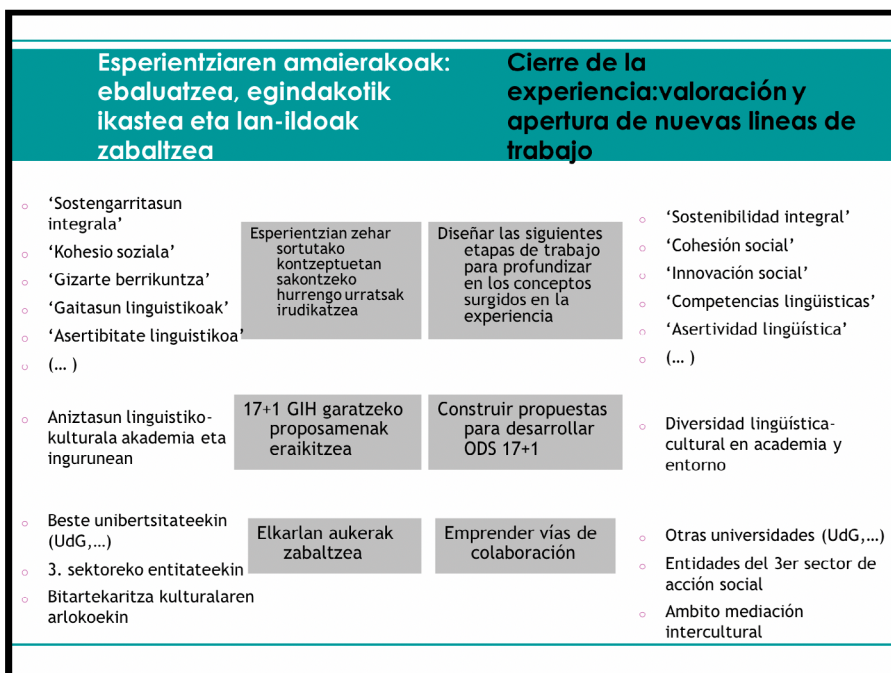 Esperientziaren amaierakoak:
ebaluatzea, egindakotik
ikastea eta lan-ildoak
zabaltzea
Cierre de la
experiencia:valoración y
apertura de nuevas lineas de
trabajo
‘Sostengarritasun
integrala’
‘Kohesio soziala’
‘Gizarte berrikuntza’
‘Gaitasun linguistikoak’
‘Asertibitate linguistikoa’
(… )
Esperientzian zehar
sortutako
kontzeptuetan
sakontzeko
hurrengo urratsak
irudikatzea
Diseñar las siguientes
etapas de trabajo
para profundizar
en los conceptos
surgidos en la
experiencia
‘Sostenibilidad integral’
‘Cohesión social’
‘Innovación social’
‘Competencias lingüisticas’
‘Asertividad lingüística’
(… )
Aniztasun linguistiko-
kulturala akademia eta
ingurunean
17+1 GIH garatzeko
proposamenak
eraikitzea
Construir propuestas
para desarrollar
ODS 17+1
Diversidad lingüística-
cultural en academia y
entorno
Beste unibertsitateekin
(UdG,…)
3. sektoreko entitateekin
Bitartekaritza kulturalaren
arlokoekin
Elkarlan aukerak
zabaltzea
Emprender vías de
colaboración
Otras universidades (UdG,…)
Entidades del 3er sector de
acción social
Ambito mediación
intercultural